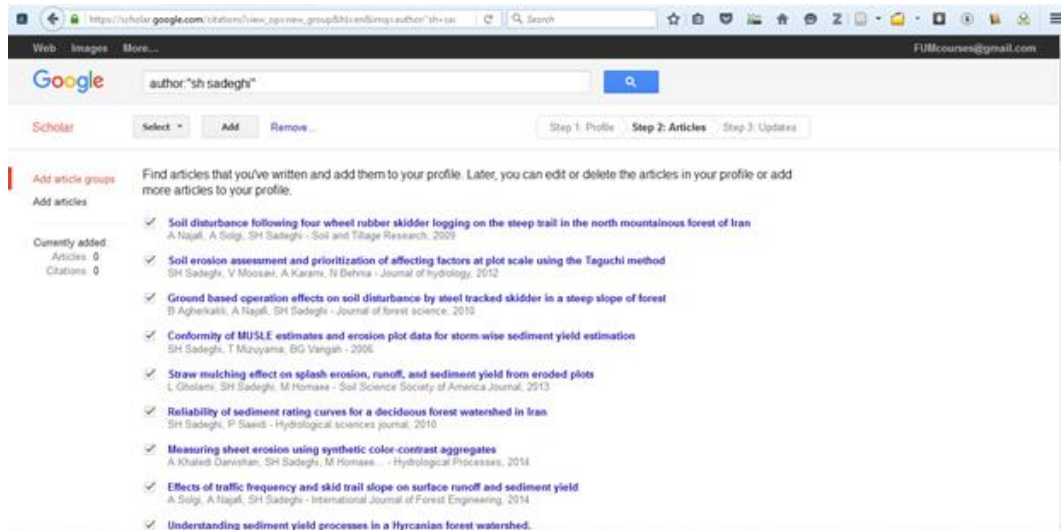 https://scholar.google.com/citations?view_op=new_group&hl=en&imq=author:"sh+sac
Search
Web Images More...
FUMcourses@gmail.com
Google
author:"sh sadeghi"
Scholar
Select
Add
Remove...
Step 1: Profile
Step 2: Articles
Step 3: Updates
Add article groups
Add articles
Currently added:
Articles 0
Citations 0
Find articles that you've written and add them to your profile. Later, you can edit or delete the articles in your profile or add
more articles to your profile.
Soil disturbance following four wheel rubber skidder logging on the steep trail in the north mountainous forest of Iran
A Najafi, A Solgi, SH Sadeghi - Soil and Tillage Research, 2009
Soil erosion assessment and prioritization of affecting factors at plot scale using the Taguchi method
SH Sadeghi, V Moosavi, A Karami, N Behnia - Journal of hydrology, 2012
Ground based operation effects on soil disturbance by steel tracked skidder in a steep slope of forest
B Agherkakli, A Najafi, SH Sadeghi - Journal of forest science, 2010
Conformity of MUSLE estimates and erosion plot data for storm-wise sediment yield estimation
SH Sadeghi, T Mizuyama, BG Vangah - 2006
Straw mulching effect on splash erosion, runoff, and sediment yield from eroded plots
L Gholami, SH Sadeghi, M Homaee - Soil Science Society of America Journal, 2013
Reliability of sediment rating curves for a deciduous forest watershed in Iran
SH Sadeghi, P Saeidi - Hydrological sciences journal, 2010
Measuring sheet erosion using synthetic color-contrast aggregates
A Khaledi Darvishan, SH Sadeghi, M Homaee... - Hydrological Processes, 2014
Effects of traffic frequency and skid trail slope on surface runoff and sediment yield
A Solgi, A Najafi, SH Sadeghi - International Journal of Forest Engineering, 2014
Understanding sediment yield processes in a Hyrcanian forest watershed.